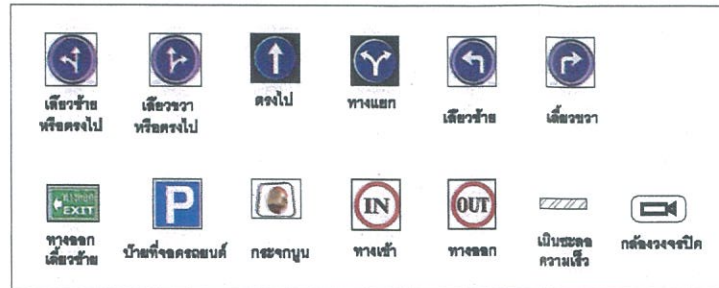 เลี้ยวซ้าย
หรือตรงไป
เลี้ยวขวา
หรือตรงไป
ตรงไป
ทางแยก
เลี้ยวซ้าย
เลี้ยวขวา
EXIT
P
IN
OUT
ทางออก
เลี้ยวซ้าย
ป้ายที่จอดรถยนต์
กระจกนูน
ทางเข้า
ทางออก
เนินชะลอ
ความเร็ว
กล้องวงจรปิด